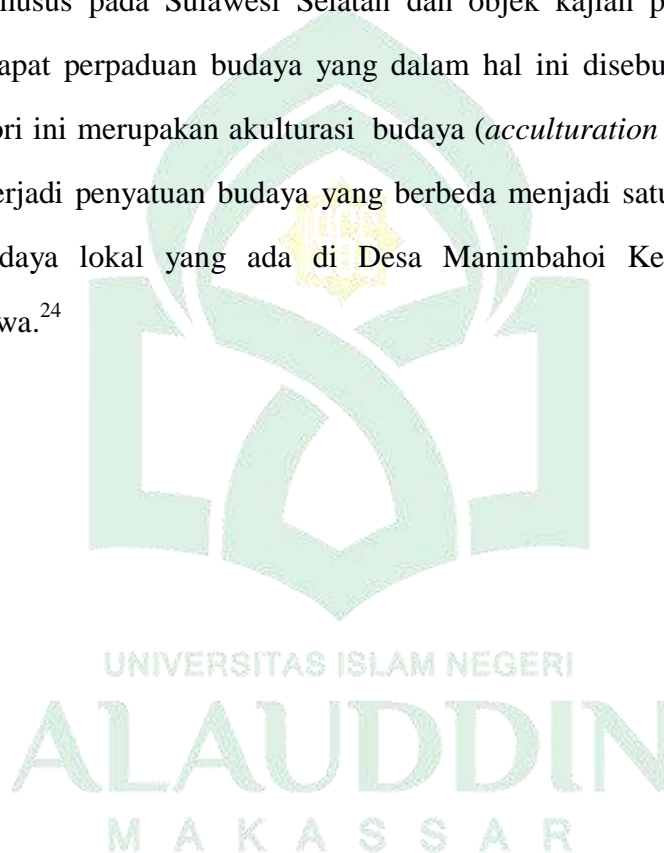 husus pada Sulawesi Selatan dan objek kajian p
apat perpaduan budaya yang dalam hal ini disebu
ori ini merupakan akulturasi budaya (acculturation
erjadi penyatuan budaya yang berbeda menjadi satu
daya lokal yang ada di Desa Manimbahoi Ke
wa.24
UNIVERSITAS ISLAM NEGERI
ALAUDDIN
MAKASSAR